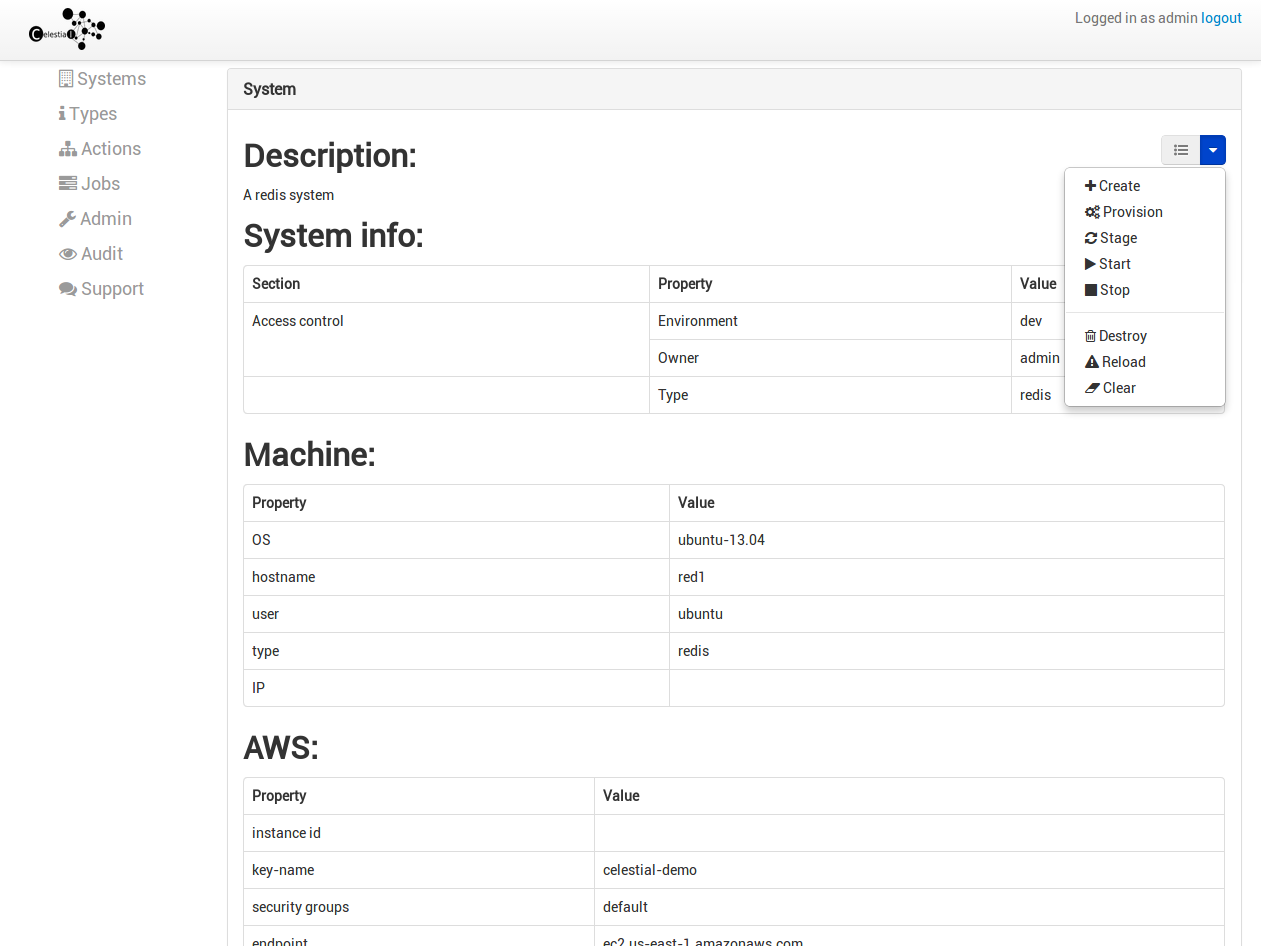 Celestial
Logged in as admin logout
Systems
Types
Actions
Jobs
Admin
Audit
Support
System
Description:
A redis system
Create
Provision
Stage
Start
Stop
Destroy
Reload
Clear
System info:
Section Property Value
Access control Environment dev
Owner admin
Type redis
Machine:
Property Value
OS ubuntu-13.04
hostname red1
user ubuntu
type redis
IP
AWS:
Property Value
instance id
key-name celestial-demo
security groups default
endpoint ec2.us-east-1.amazonaws.com